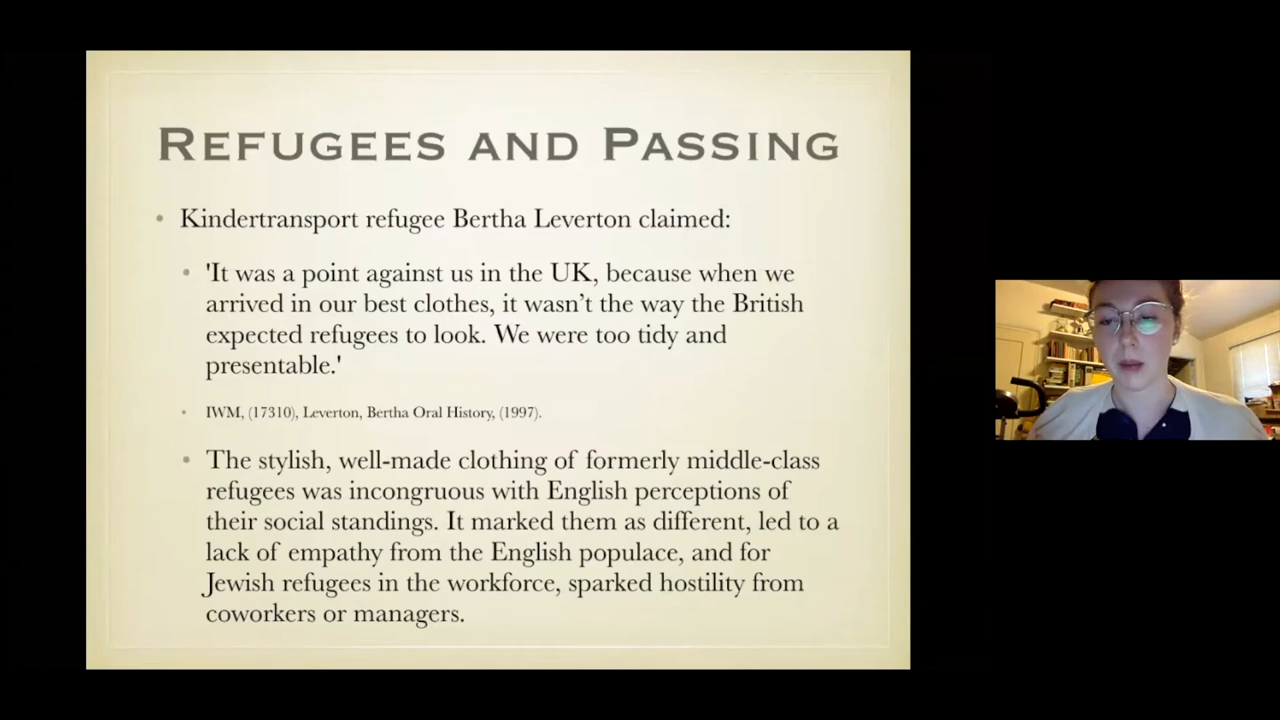 Refugees and Passing
• Kindertransport refugee Bertha Leverton claimed:
• 'It was a point against us in the UK, because when we
arrived in our best clothes, it wasn’t the way the British
expected refugees to look. We were too tidy and
presentable.'
• IWM, (17310), Leverton, Bertha Oral History, (1997).
• The stylish, well-made clothing of formerly middle-class
refugees was incongruous with English perceptions of
their social standings. It marked them as different, led to a
lack of empathy from the English populace, and for
Jewish refugees in the workforce, sparked hostility from
coworkers or managers.